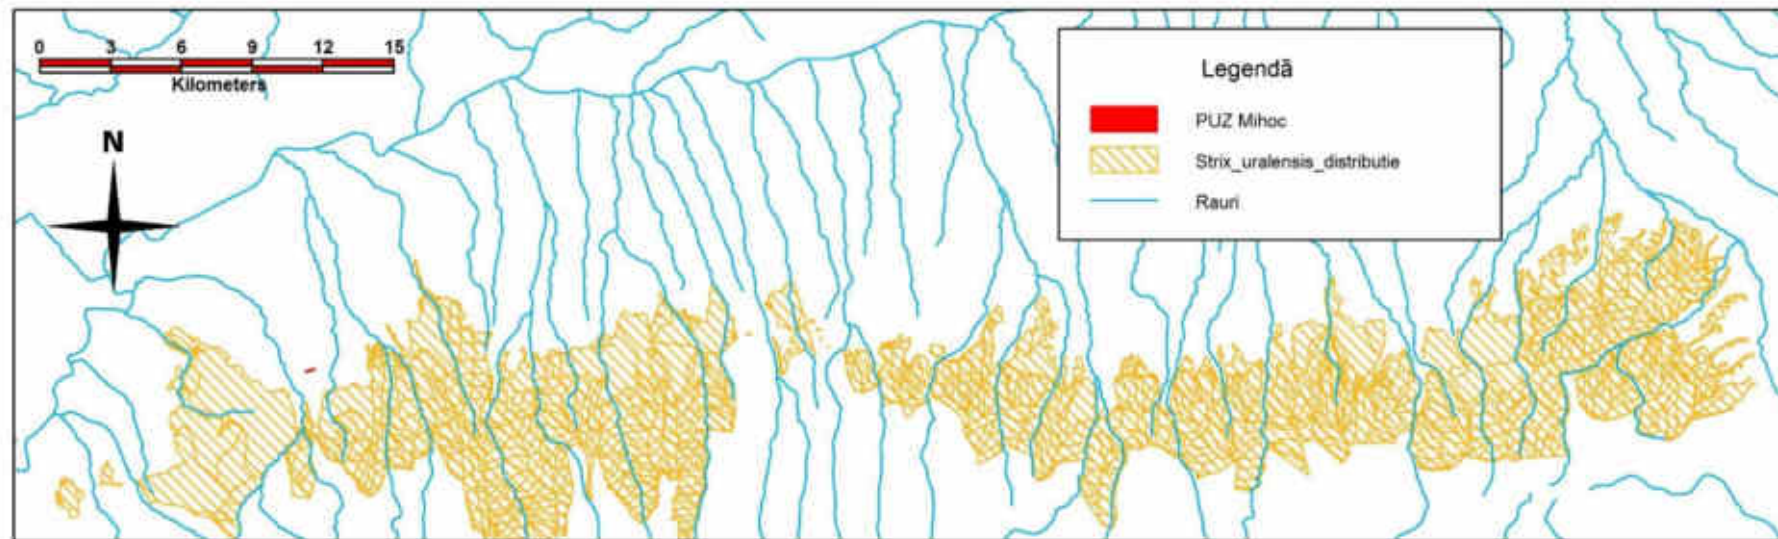 0 3 6 9 12 15
Kilometers
N
Legendă
PUZ Mihoc
Strix_uralensis_distributie
Rauri